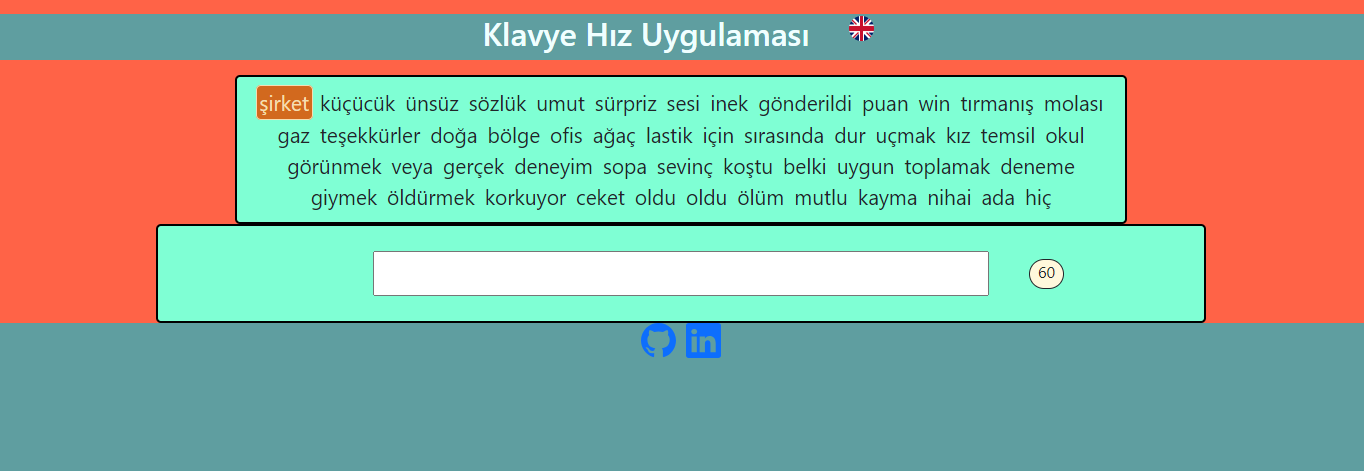 Klavye Hız Uygulaması
şirket küçücük ünsüz sözlük umut sürpriz sesi inek gönderildi puan win tırmanış molası
gaz teşekkürler doğa bölge ofis ağaç lastik için sırasında dur uçmak kız temsil okul
görünmek veya gerçek deneyim sopa sevinç koştu belki uygun toplamak deneme
giymek öldürmek korkuyor ceket oldu oldu ölüm mutlu kayma nihai ada hiç
60
in